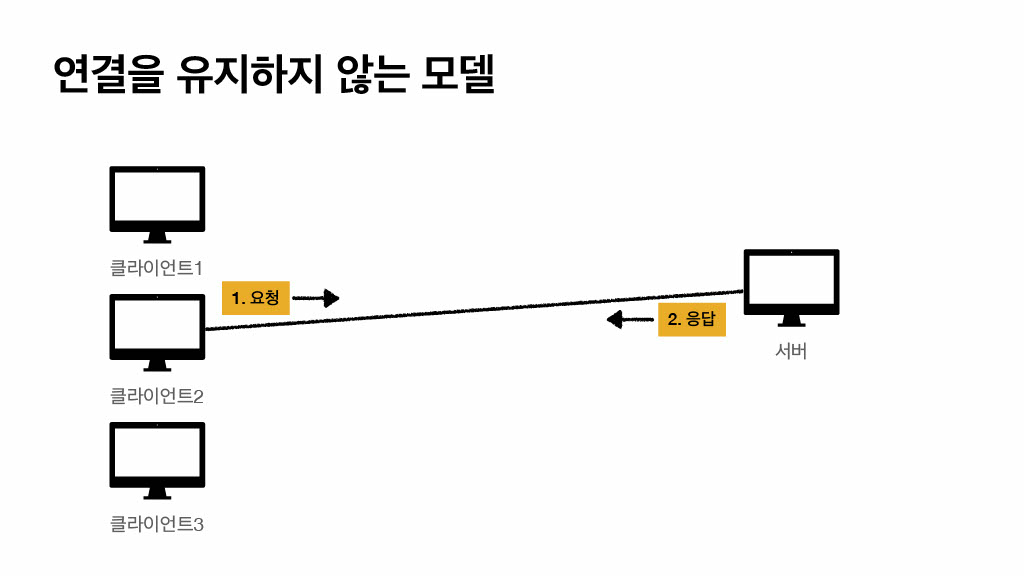 연결을 유지하지 않는 모델
클라이언트1
1. 요청
2. 응답
서버
클라이언트2
클라이언트3